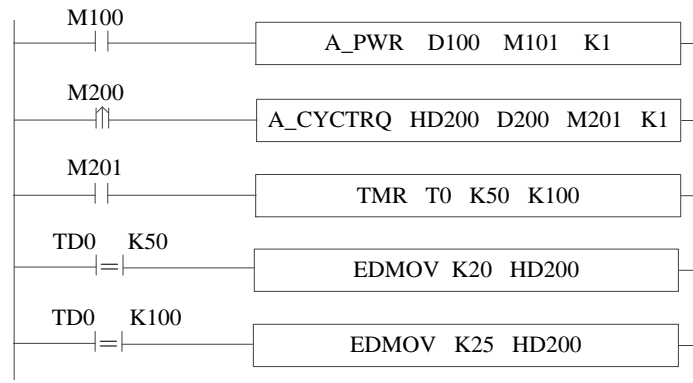 M100
A_PWR D100 M101 K1
M200
A_CYCTRQ HD200 D200 M201 K1
M201
TMR T0 K50 K100
TD0 K50
=
EDMOV K20 HD200
TD0 K100
=
EDMOV K25 HD200